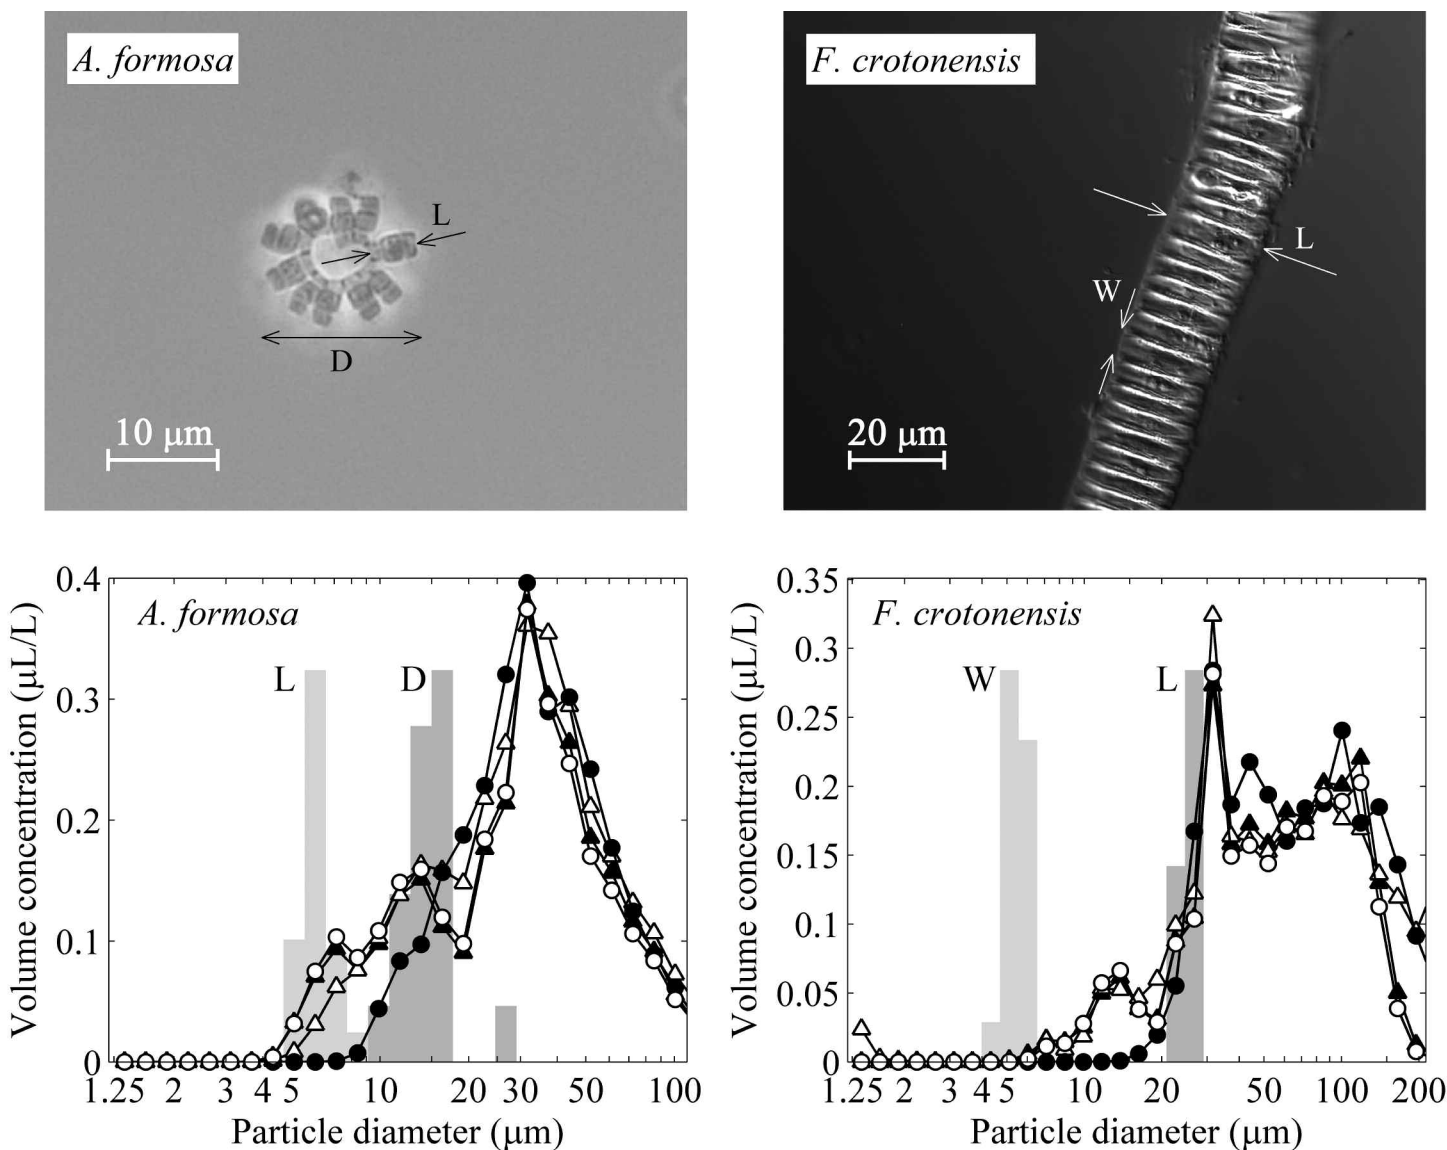 A. formosa
L
D
10 µm
F. crotonensis
L
W
20 µm
Volume concentration (µL/L)
0.4
0.3
0.2
0.1
0
A. formosa
L
D
1.25 2 3 4 5 10 20 30 50 100
Particle diameter (µm)
Volume concentration (µL/L)
0.35
0.3
0.25
0.2
0.15
0.1
0.05
0
F. crotonensis
W
L
1.25 2 3 4 5 10 20 50 100 200
Particle diameter (µm)